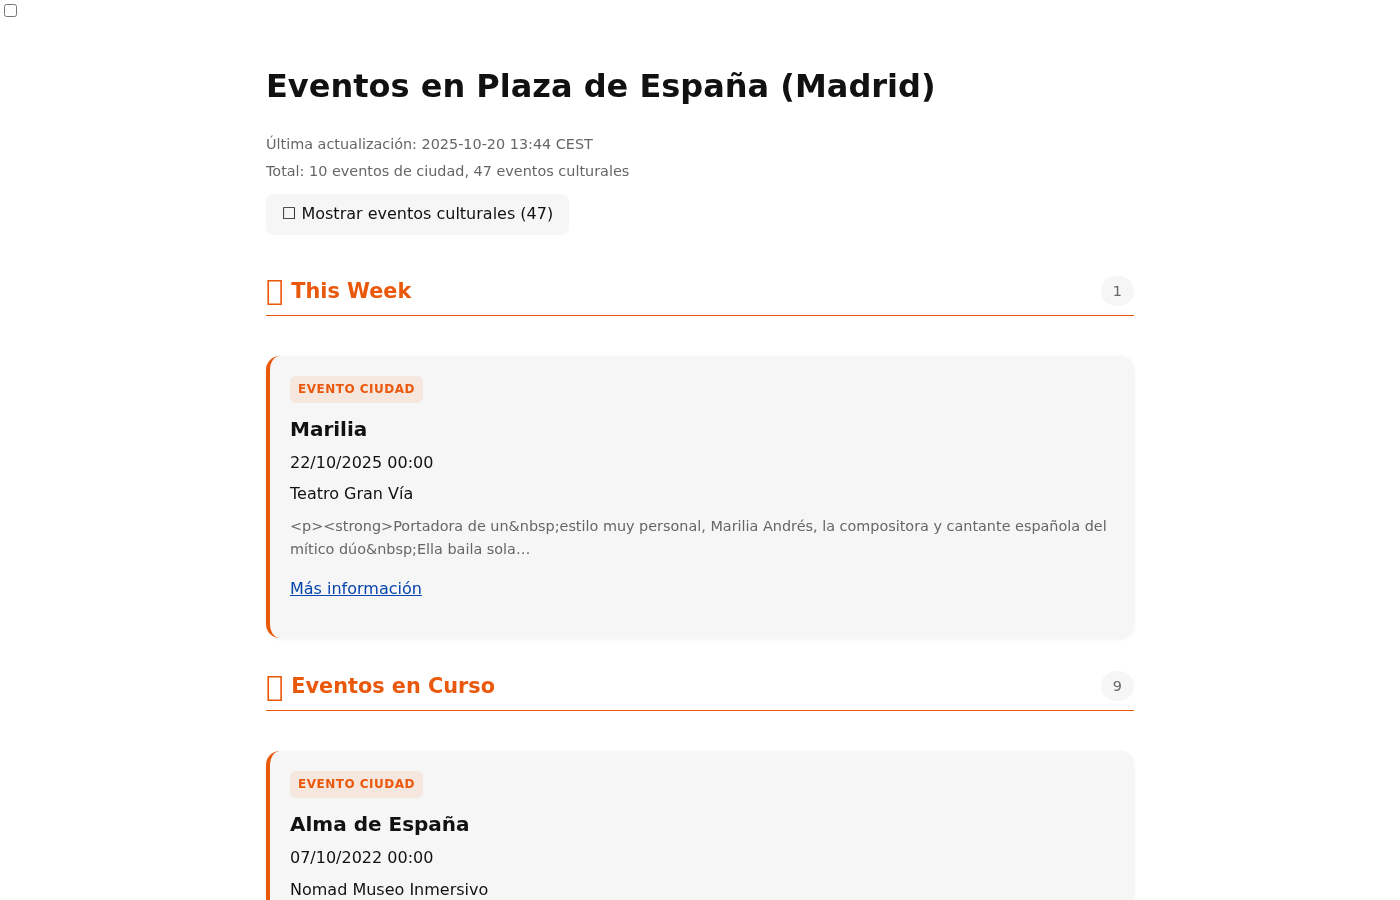 Eventos en Plaza de España (Madrid)
Última actualización: 2025-10-20 13:44 CEST
Total: 10 eventos de ciudad, 47 eventos culturales
☐ Mostrar eventos culturales (47)
This Week
1
EVENTO CIUDAD
Marilia
22/10/2025 00:00
Teatro Gran Vía
<p><strong>Portadora de un&nbsp;estilo muy personal, Marilia Andrés, la compositora y cantante española del
mítico dúo&nbsp;Ella baila sola…
Más información
Eventos en Curso
9
EVENTO CIUDAD
Alma de España
07/10/2022 00:00
Nomad Museo Inmersivo